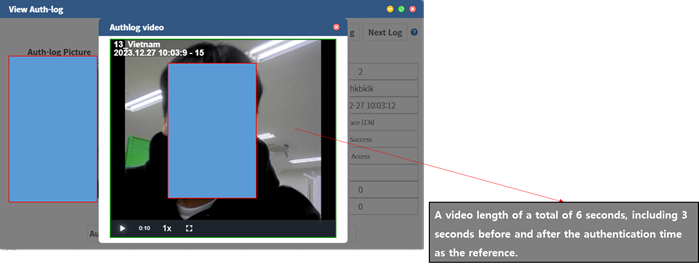 View Auth-log
Authlog video
g
Next Log
?
Auth-log Picture
13_Vietnam
2023.12.27 10:03:9 - 15
2
hkbklk
2-27 10:03:12
ace (1:N)
Success
Access
0
0
0:10
1x
Au
A video length of a total of 6 seconds, including 3
seconds before and after the authentication time
as the reference.